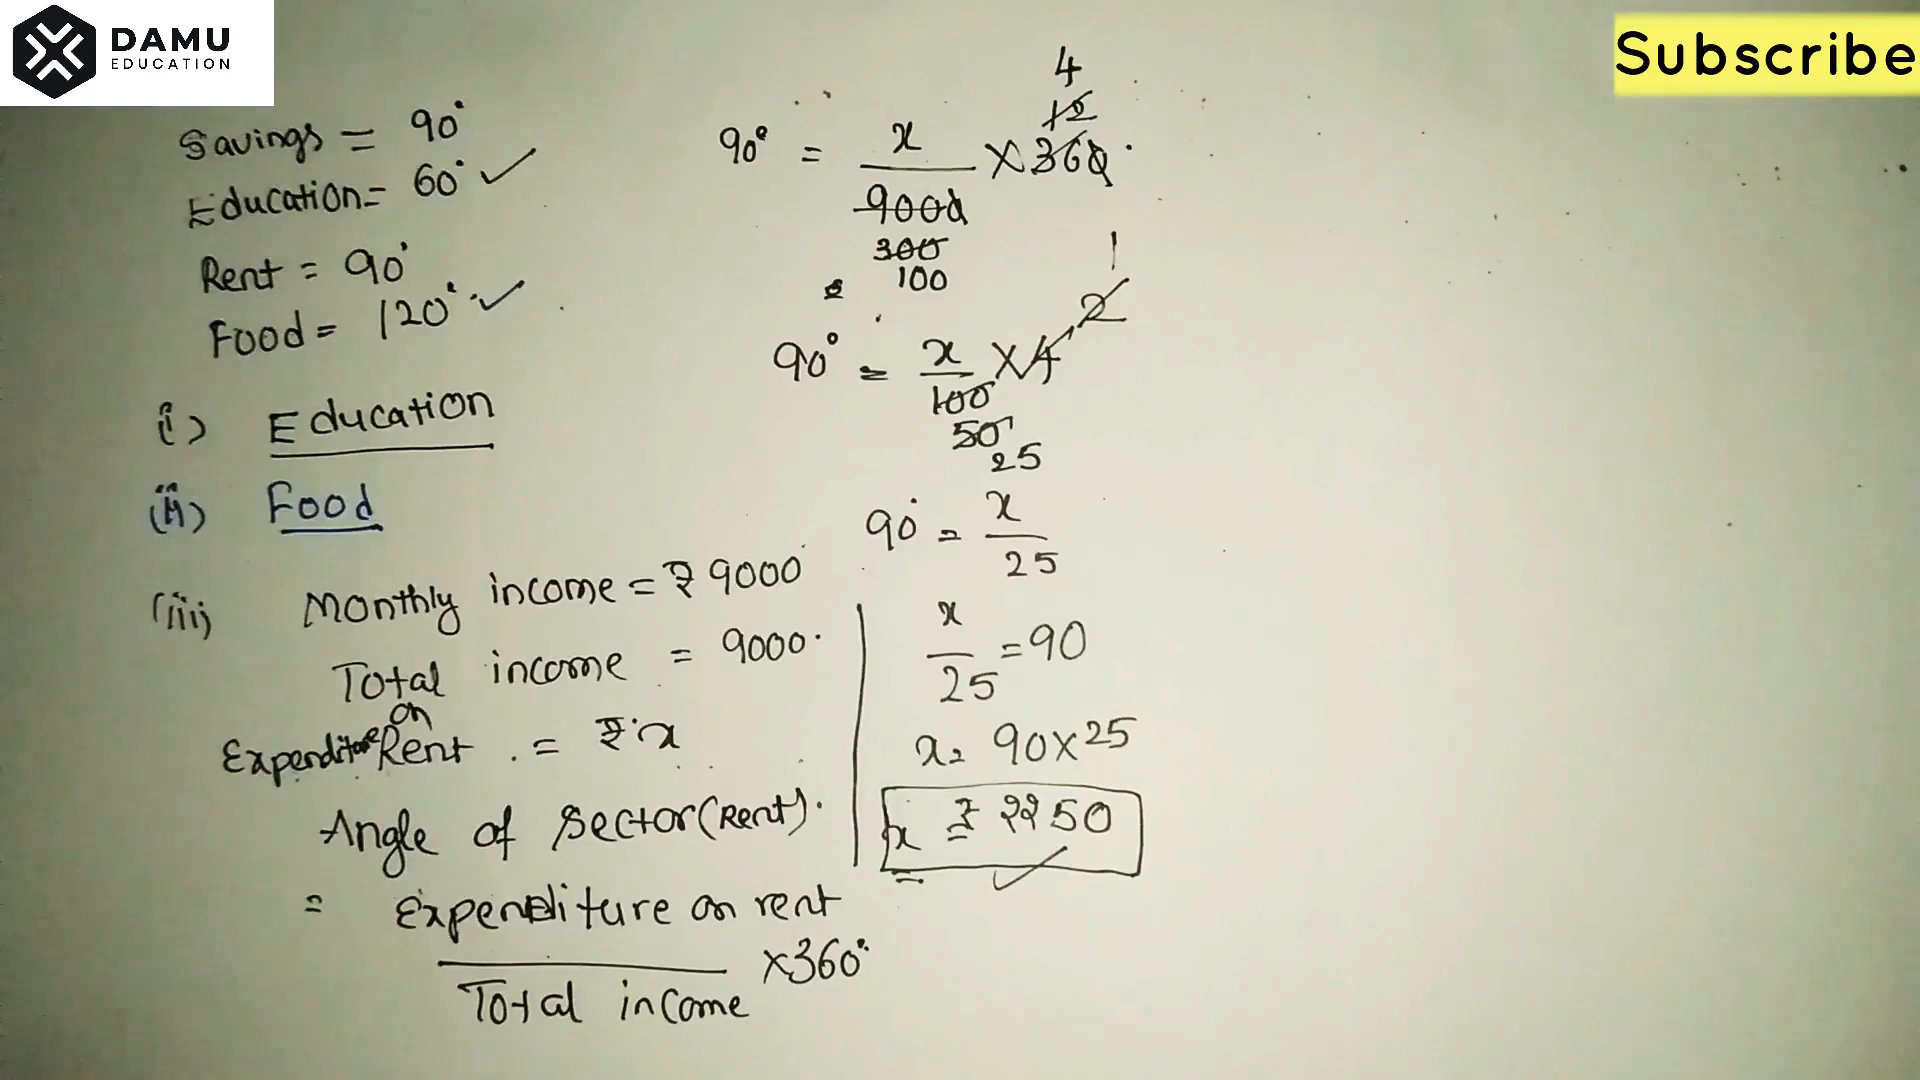 DAMU
EDUCATION
Subscribe
Savings = 90°
Education = 60° ✓
Rent = 90°
Food = 120° ✓
(i) Education
(ii) Food
(iii) Monthly income = ₹ 9000
Total income = 9000
Expenditure on Rent = ₹ x
Angle of sector (Rent)
= Expenditure on rent
Total income
×360°
4
12
90° = x × 360
9000
300
100
1
2
90° = x × 4
100
50
25
90° = x
25
x
25 = 90
x = 90×25
x = ₹ 2250